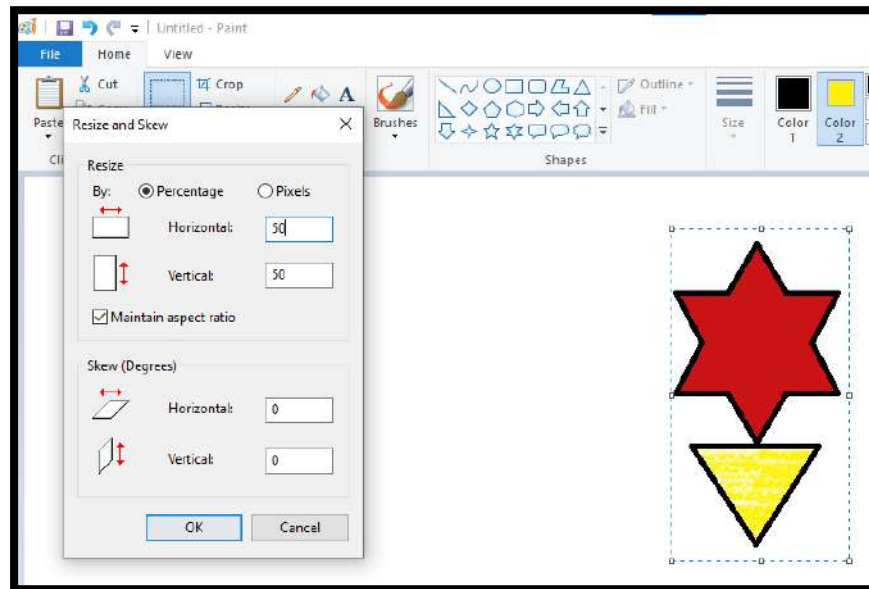 Untitled - Paint
File Home View
Cut
Crop
A
Paste
Brushes
Outline
Fill
Size
Color 1
Color 2
Shapes
Resize and Skew
Resize
By: Percentage Pixels
Horizontal: 50
Vertical: 50
Maintain aspect ratio
Skew (Degrees)
Horizontal: 0
Vertical: 0
OK Cancel